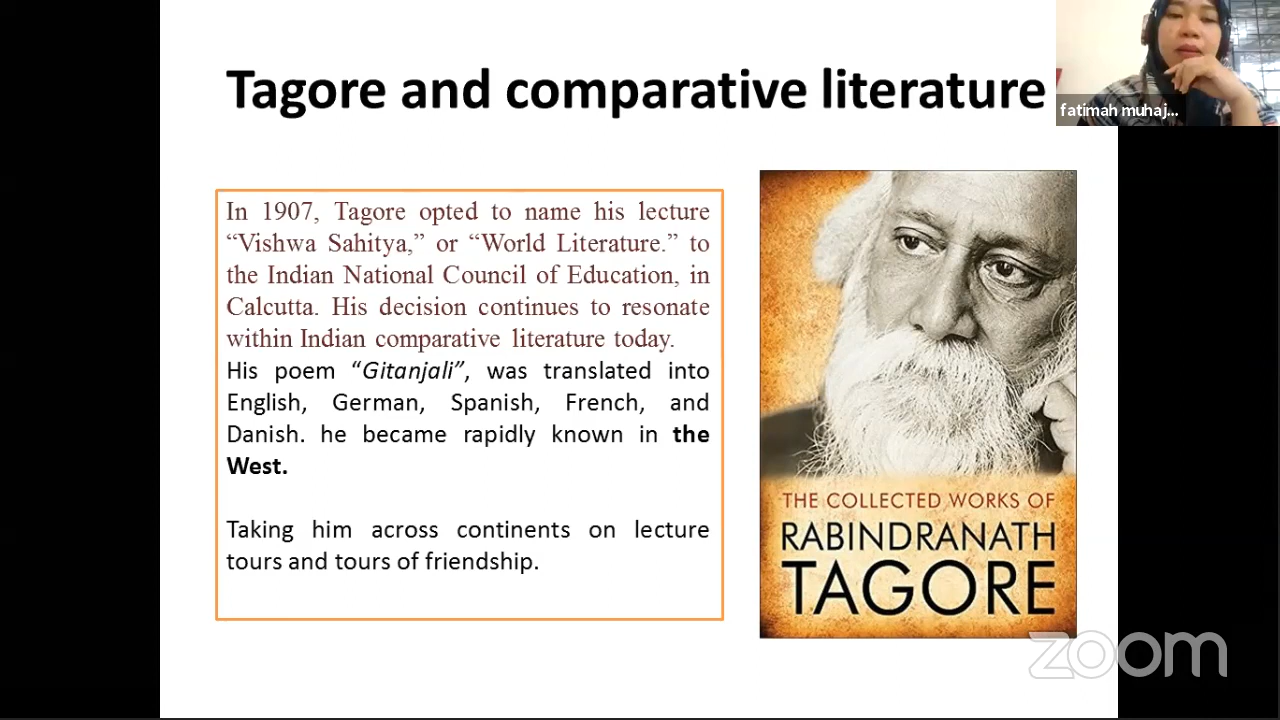 Tagore and comparative literature
fatimah muhaj...
In 1907, Tagore opted to name his lecture
“Vishwa Sahitya,” or “World Literature.” to
the Indian National Council of Education, in
Calcutta. His decision continues to resonate
within Indian comparative literature today.
His poem “Gitanjali”, was translated into
English, German, Spanish, French, and
Danish. he became rapidly known in the
West.
Taking him across continents on lecture
tours and tours of friendship.
THE COLLECTED WORKS OF
RABINDRANATH
TAGORE
zoom